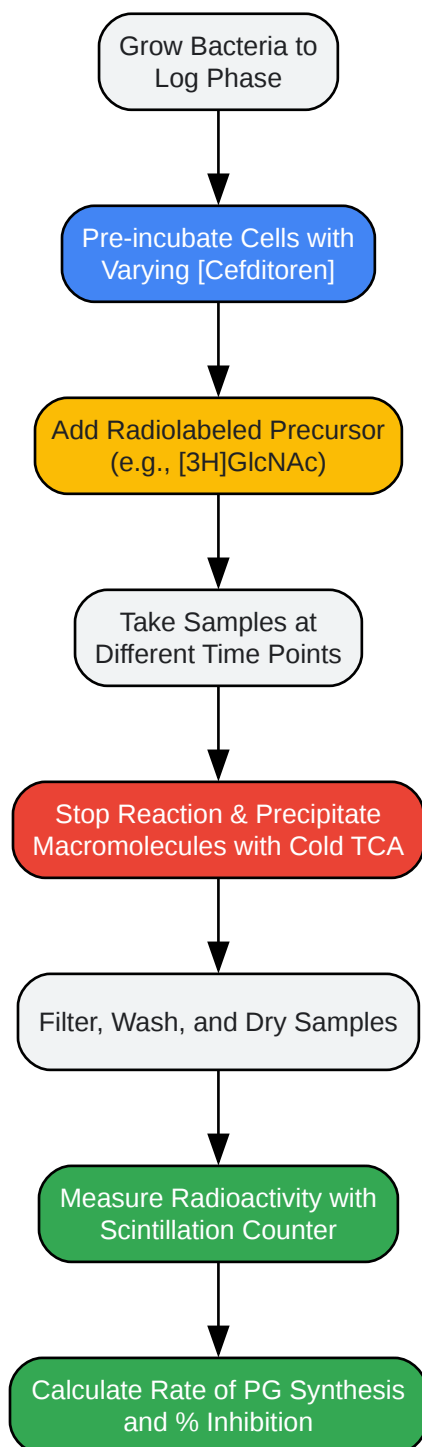 Grow Bacteria to
Log Phase
Pre-incubate Cells with
Varying [Cefditoren]
Add Radiolabeled Precursor
(e.g., [3H]GlcNAc)
Take Samples at
Different Time Points
Stop Reaction & Precipitate
Macromolecules with Cold TCA
Filter, Wash, and Dry Samples
Measure Radioactivity with
Scintillation Counter
Calculate Rate of PG Synthesis
and % Inhibition